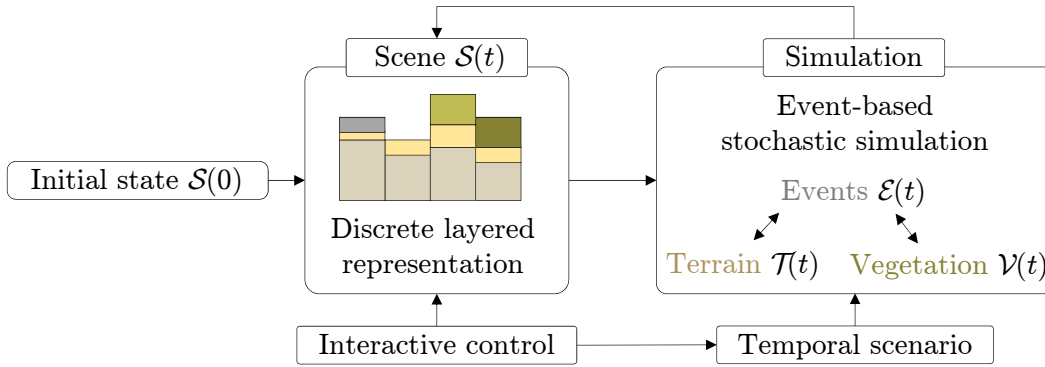 Scene 𝒮(t)
Simulation
Event-based
stochastic simulation
Initial state 𝒮(0)
Events ℰ(t)
Discrete layered
representation
Terrain 𝒯(t)
Vegetation 𝒱(t)
Interactive control
Temporal scenario